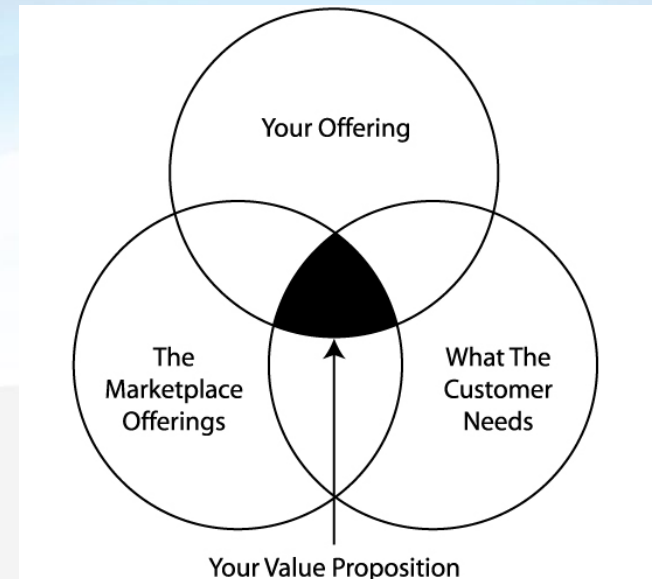 Your Offering
The
Marketplace
Offerings
What The
Customer
Needs
Your Value Proposition